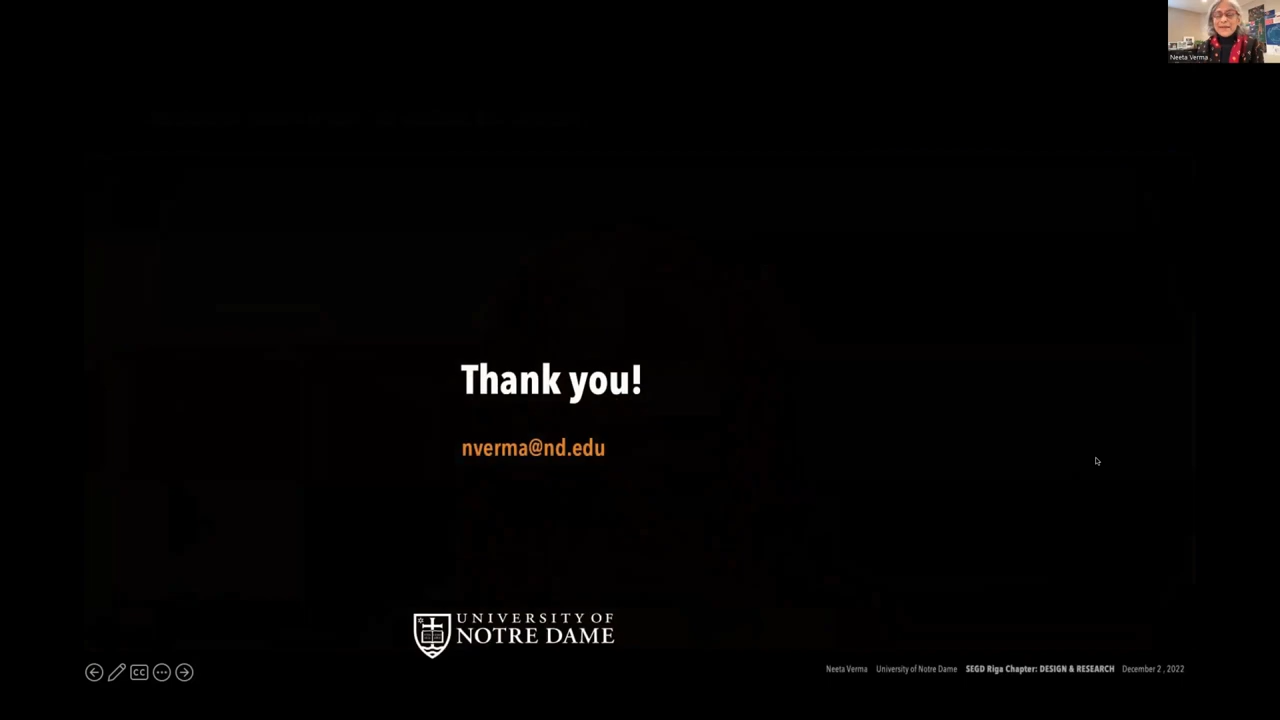 Neeta Verma
Thank you!
nverma@nd.edu
UNIVERSITY OF
NOTRE DAME
CC
Neeta Verma University of Notre Dame SEGD Riga Chapter: DESIGN & RESEARCH December 2 , 2022